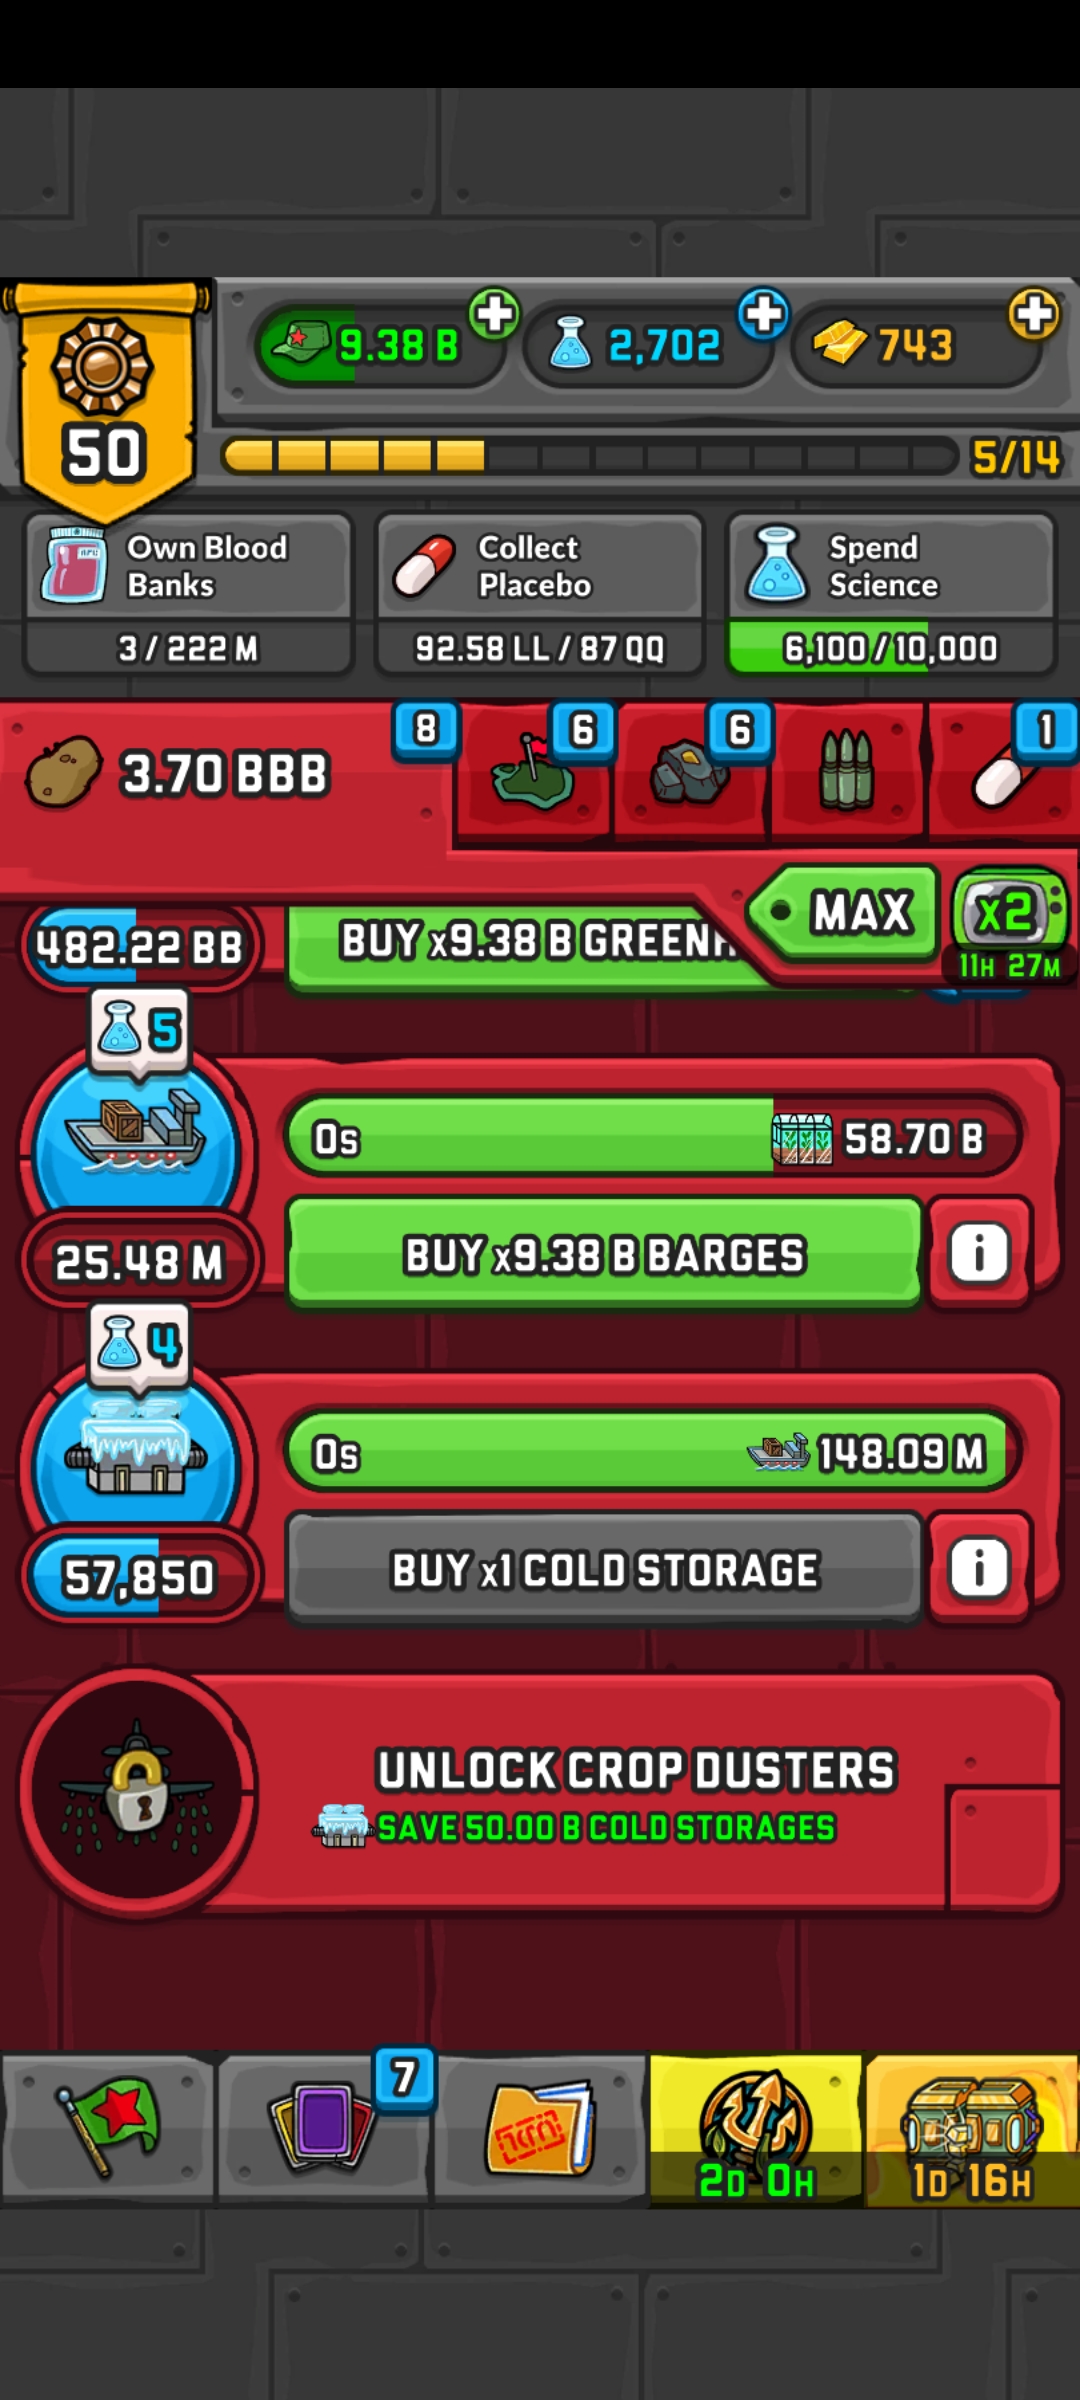 50
9.38 B
2,702
743
5/14
Own Blood
Banks
3 / 222 M
Collect
Placebo
92.58 LL / 87 QQ
Spend
Science
6,100 / 10,000
3.70 BBB
8
6
6
1
MAX
x2
11H 27M
482.22 BB
BUY x9.38 B GREENH
5
0s
58.70 B
25.48 M
BUY x9.38 B BARGES
i
4
0s
148.09 M
57,850
BUY x1 COLD STORAGE
i
UNLOCK CROP DUSTERS
SAVE 50.00 B COLD STORAGES
7
2D 0H
1D 16H